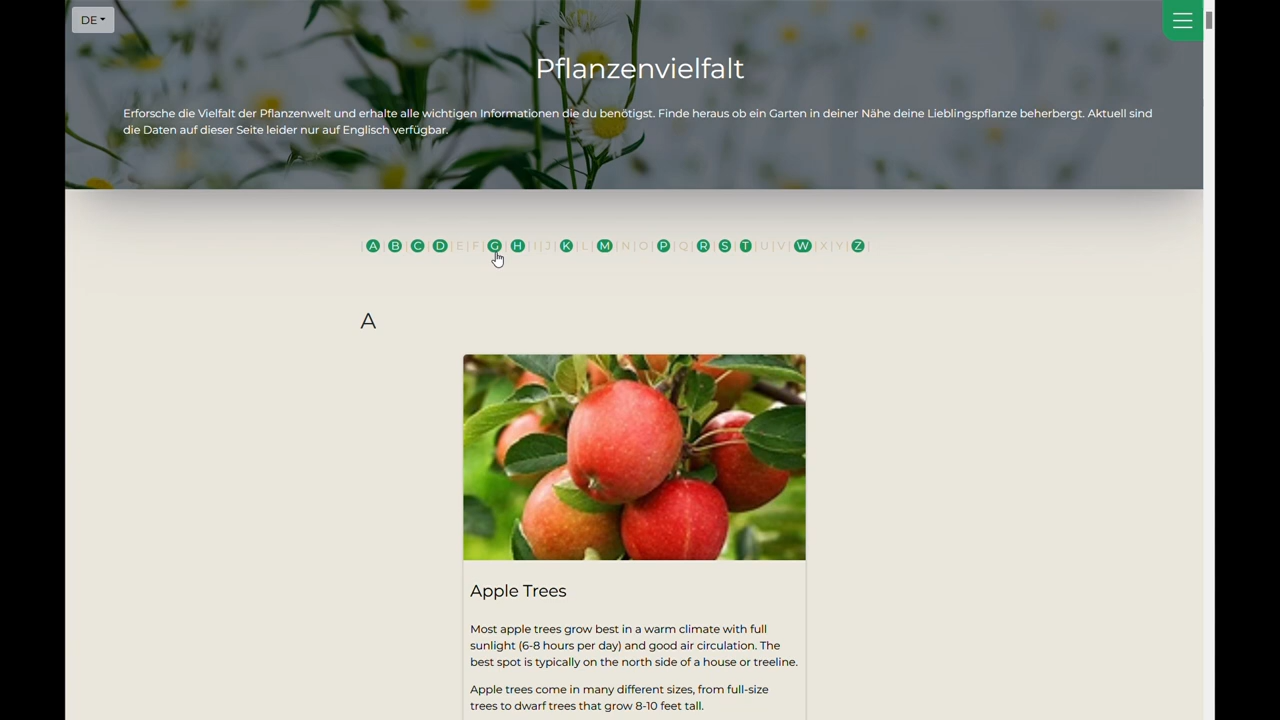 DE
Pflanzenvielfalt
Erforsche die Vielfalt der Pflanzenwelt und erhalte alle wichtigen Informationen die du benötigst. Finde heraus ob ein Garten in deiner Nähe deine Lieblingspflanze beherbergt. Aktuell sind
die Daten auf dieser Seite leider nur auf Englisch verfügbar.
| A | B | C | D | E | F | G | H | I | J | K | L | M | N | O | P | Q | R | S | T | U | V | W | X | Y | Z |
A
Apple Trees
Most apple trees grow best in a warm climate with full
sunlight (6-8 hours per day) and good air circulation. The
best spot is typically on the north side of a house or treeline.
Apple trees come in many different sizes, from full-size
trees to dwarf trees that grow 8-10 feet tall.